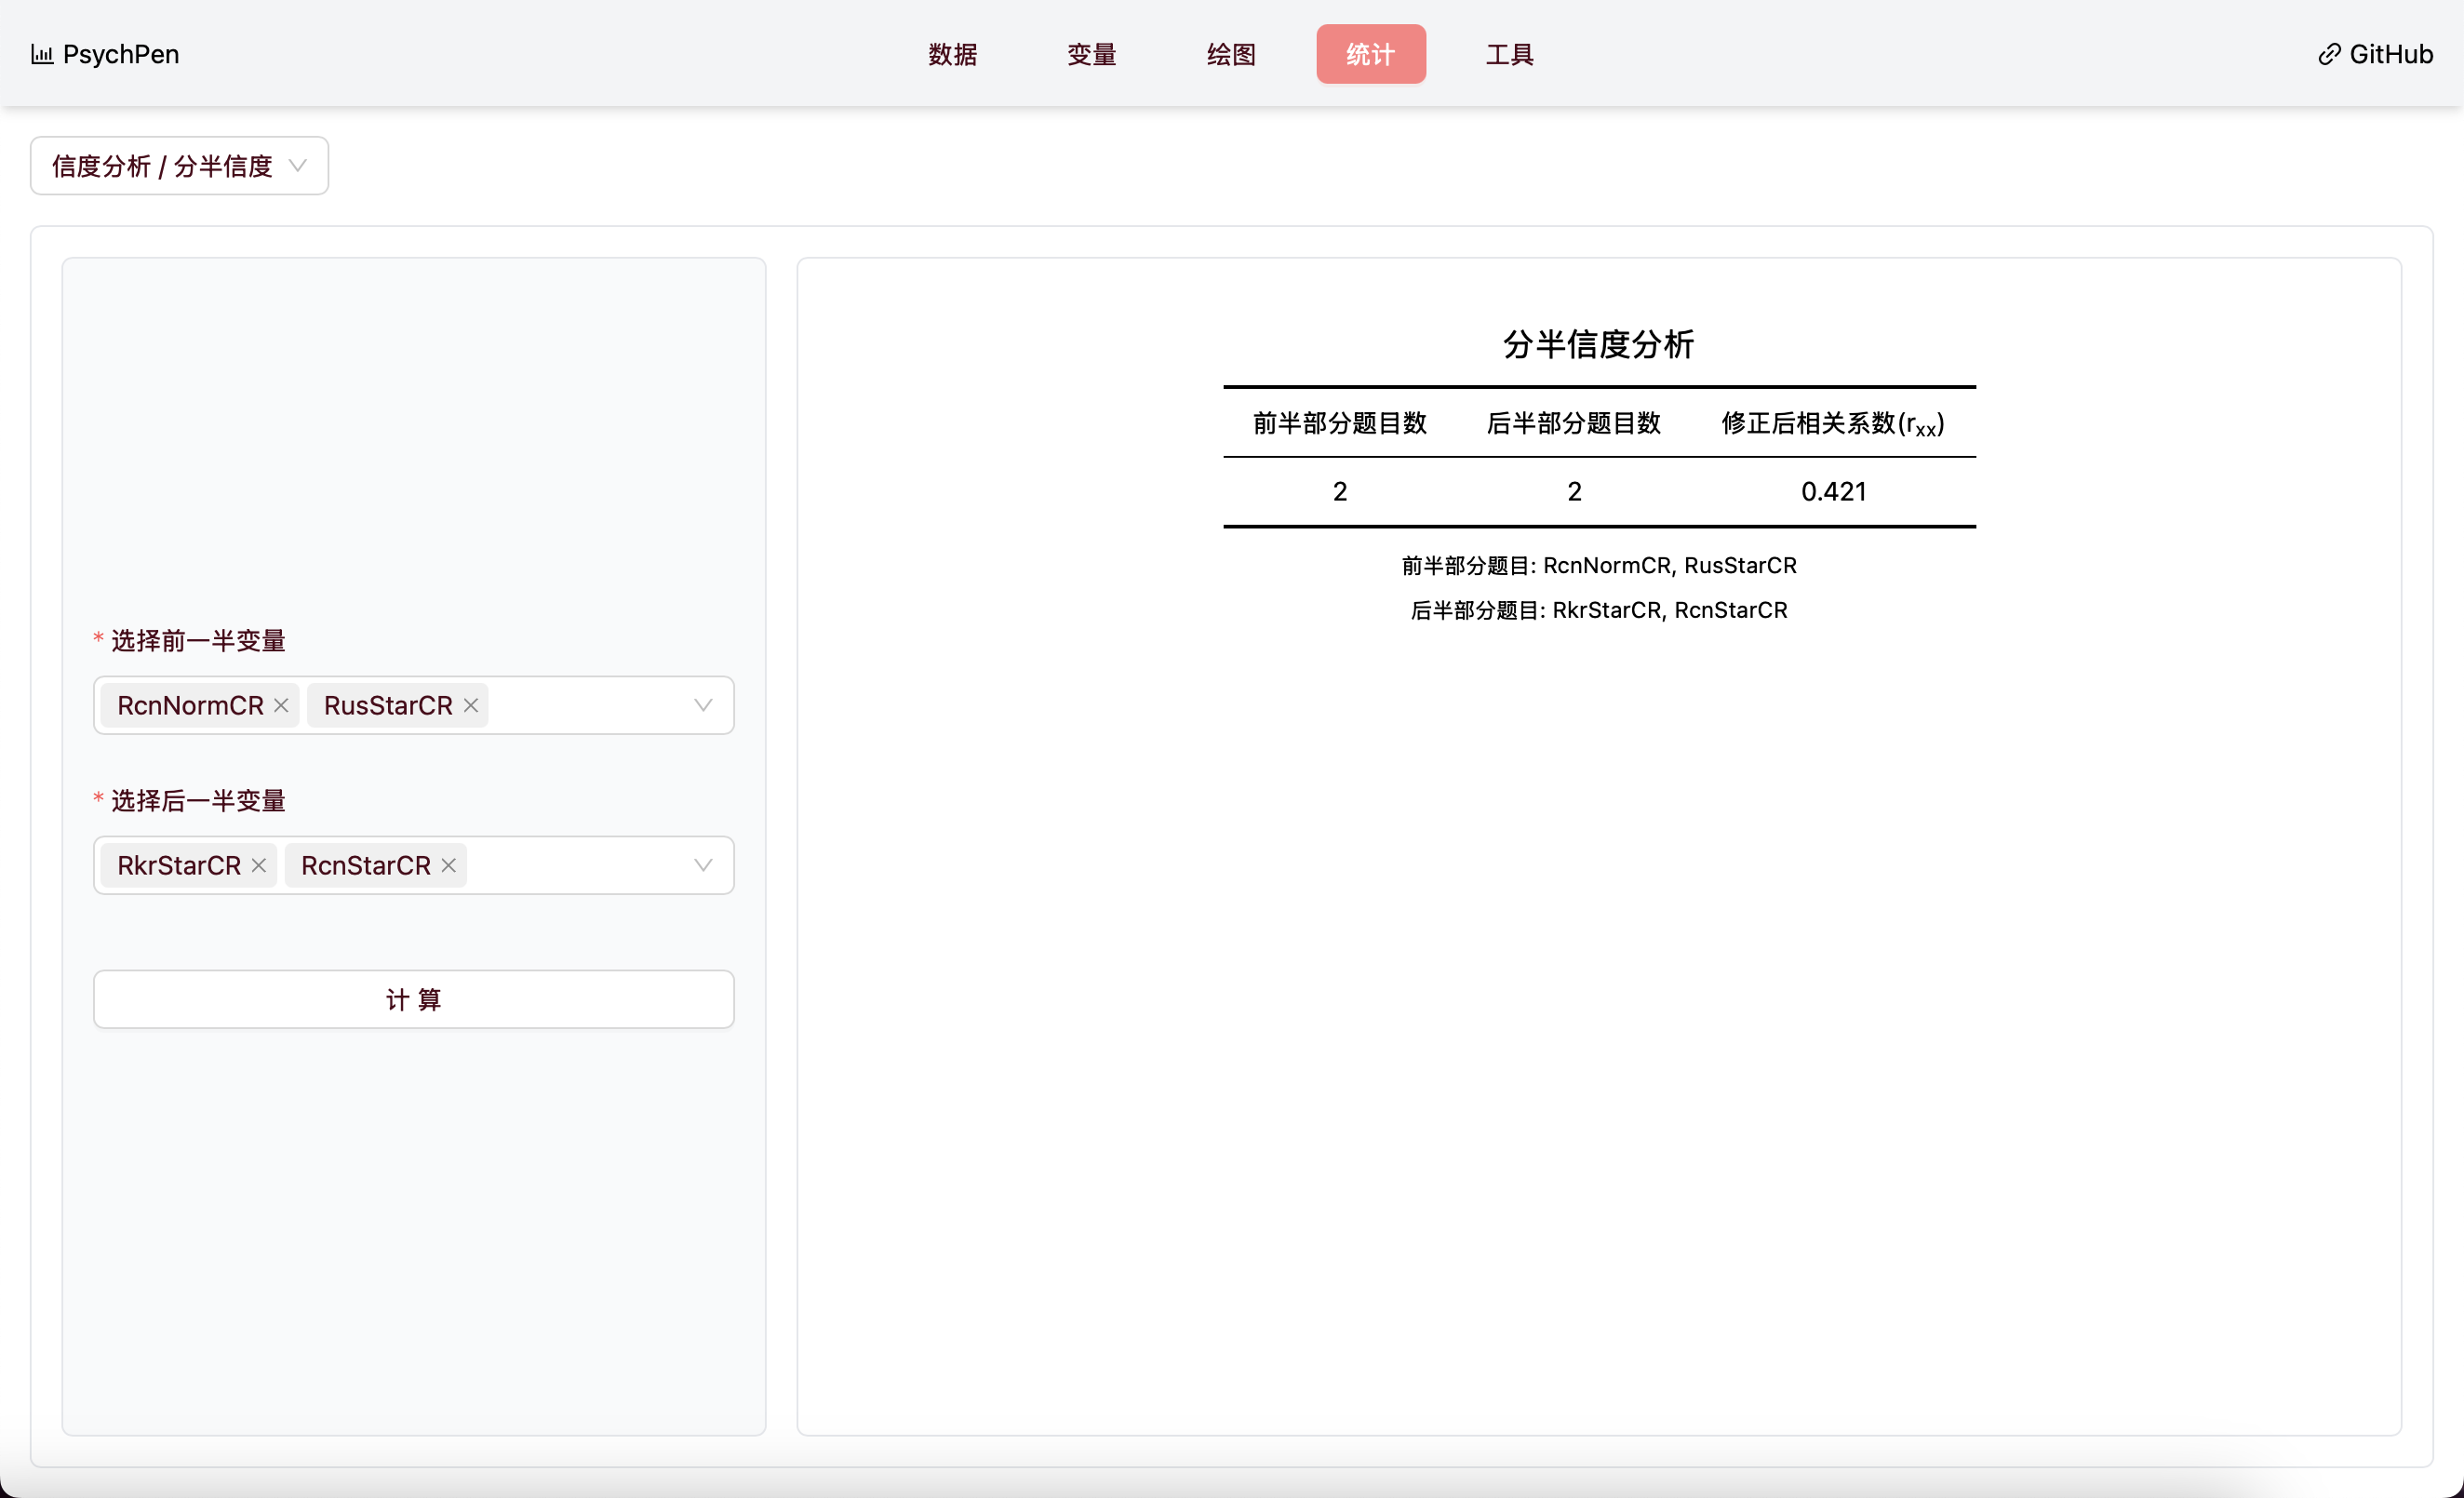 PsychPen 数据 变量 绘图 统计 工具 GitHub
信度分析 / 分半信度
* 选择前一半变量
RcnNormCR RusStarCR
* 选择后一半变量
RkrStarCR RcnStarCR
计 算
分半信度分析
前半部分题目数 后半部分题目数 修正后相关系数(rxx)
2 2 0.421
前半部分题目: RcnNormCR, RusStarCR
后半部分题目: RkrStarCR, RcnStarCR